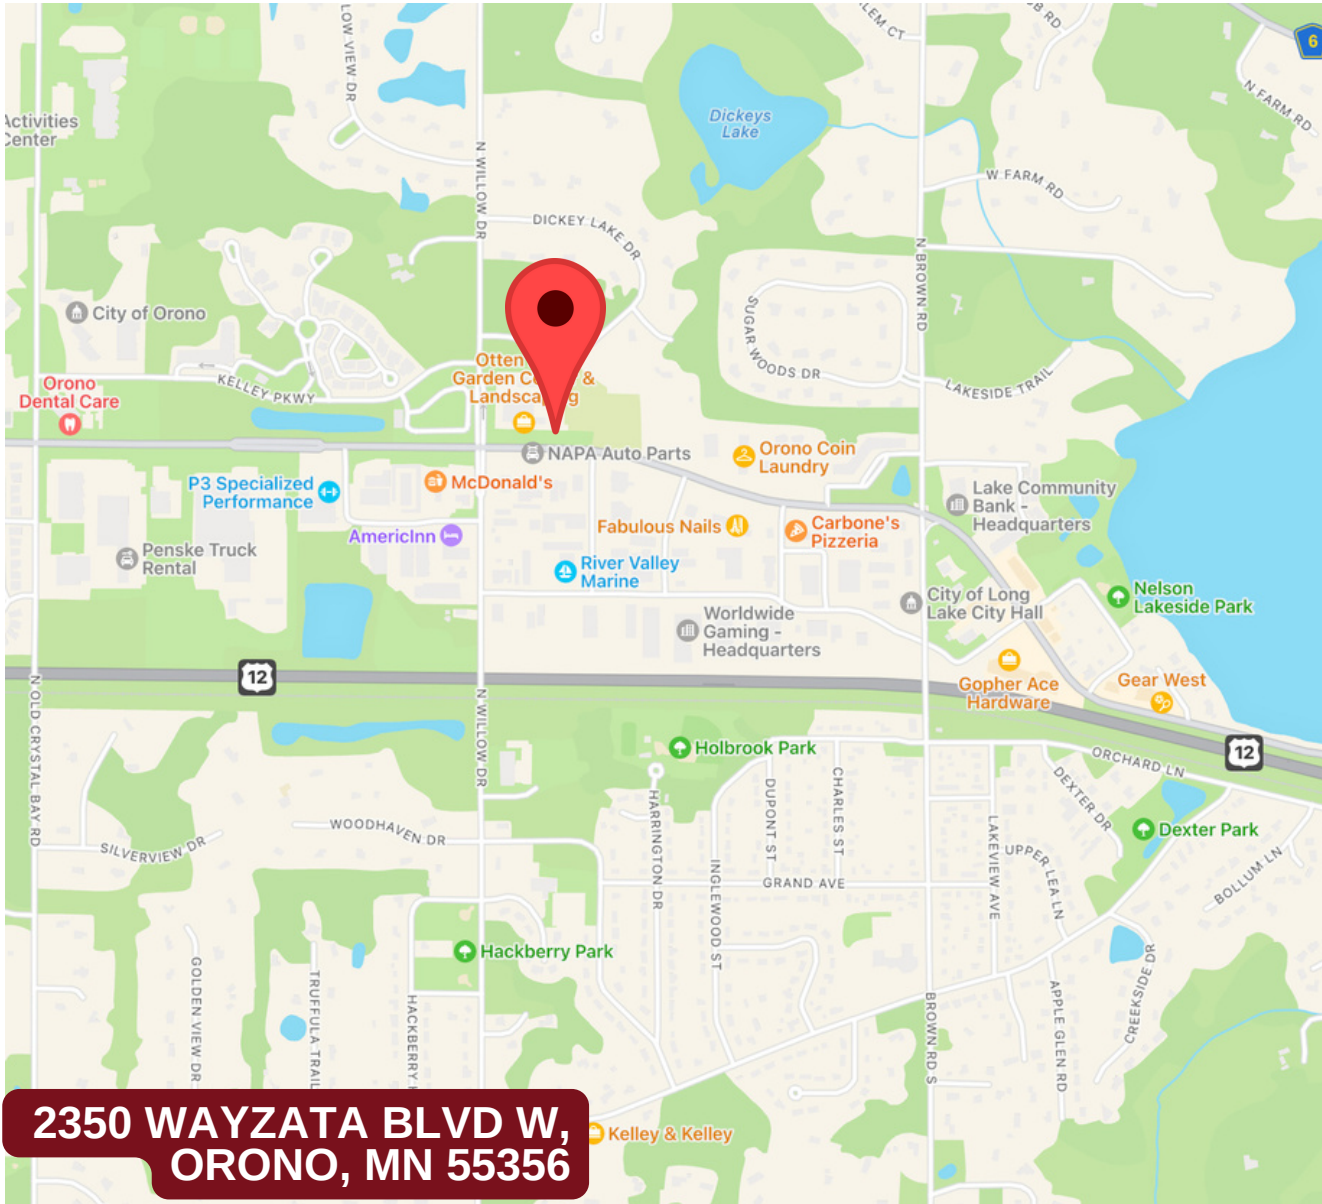 LEM CT
B RD
6
LOW VIEW DR
N FARM RD
Activities
Center
Dickeys
Lake
N WILLOW DR
W FARM RD
DICKEY LAKE DR
N BROWN RD
City of Orono
SUGAR WOODS DR
Otten
Garden C &
Landscaping
LAKESIDE TRAIL
KELLEY PKWY
Orono
Dental Care
NAPA Auto Parts
Orono Coin
Laundry
P3 Specialized
Performance
McDonald's
Lake Community
Bank -
Headquarters
AmericInn
Fabulous Nails
Carbone's
Pizzeria
Penske Truck
Rental
River Valley
Marine
Nelson
Lakeside Park
City of Long
Lake City Hall
Worldwide
Gaming -
Headquarters
12
Gopher Ace
Hardware
Gear West
N OLD CRYSTAL BAY RD
N WILLOW DR
Holbrook Park
12
ORCHARD LN
DEXTER DR
HARRINGTON DR
DUPONT ST
CHARLES ST
WOODHAVEN DR
SILVERVIEW DR
LAKEVIEW AVE
Dexter Park
UPPER LEA LN
BOLLUM LN
GRAND AVE
INGLEWOOD ST
Hackberry Park
GOLDEN VIEW DR
TRUFFULA TRAIL
HACKBERRY
BROWN RD S
APPLE GLEN RD
CREEKSIDE DR
2350 WAYZATA BLVD W,
ORONO, MN 55356
Kelley & Kelley